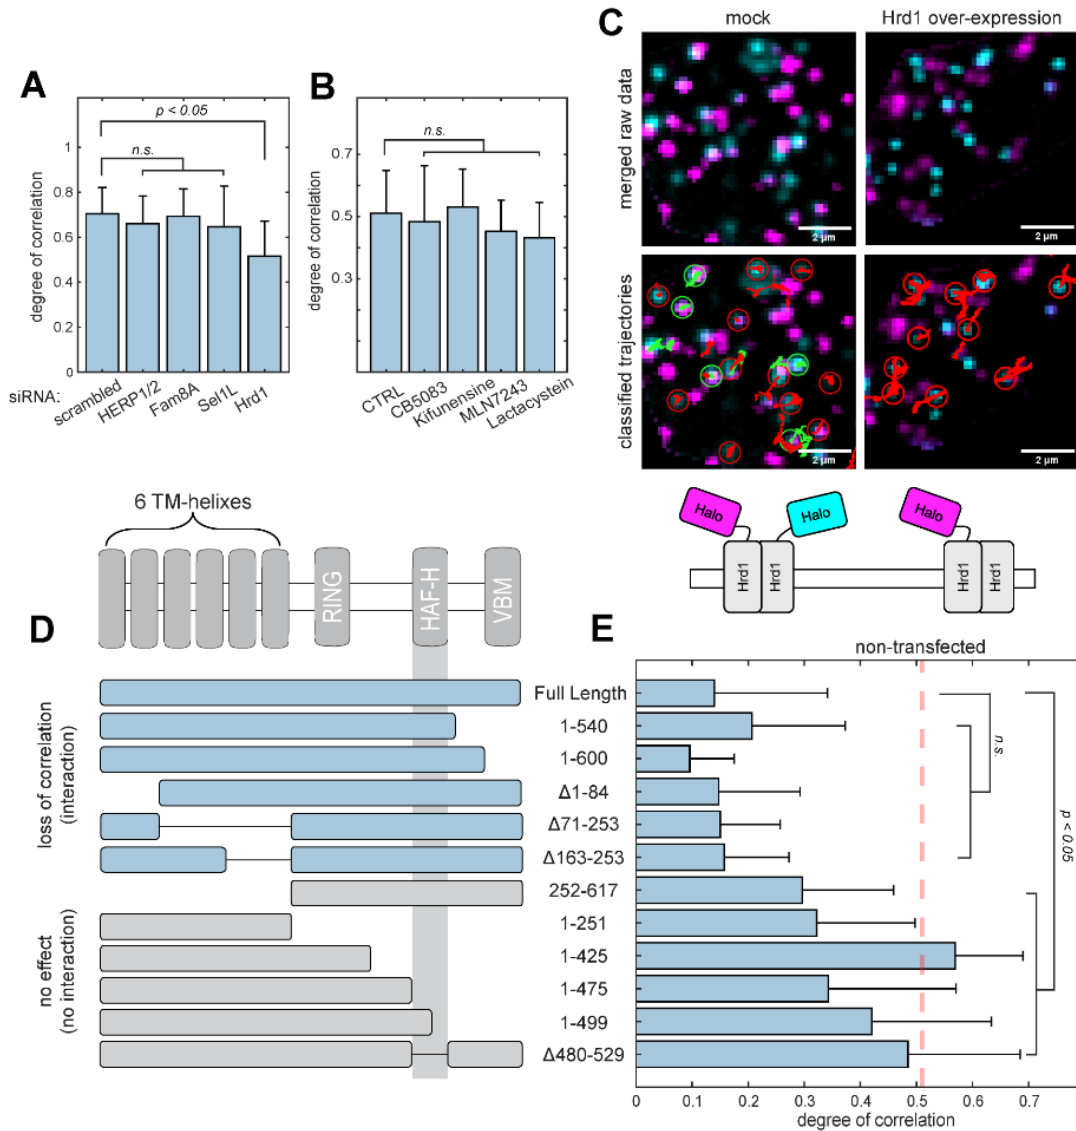 C
mock
Hrd1 over-expression
merged raw data
2 µm
2 µm
classified trajectories
2 µm
2 µm
A
p < 0.05
n.s.
degree of correlation
1
0.8
0.6
0.4
0.2
0
siRNA:
scrambled
HERP1/2
Fam8A
Sel1L
Hrd1
B
n.s.
degree of correlation
0.7
0.5
0.3
CTRL
CB5083
Kifunensine
MLN7243
Lactacystein
6 TM-helixes
RING
HAF-H
VBM
Halo
Halo
Halo
Hrd1
Hrd1
Hrd1
Hrd1
D
loss of correlation
(interaction)
no effect
(no interaction)
Full Length
1-540
1-600
Δ1-84
Δ71-253
Δ163-253
252-617
1-251
1-425
1-475
1-499
Δ480-529
E
non-transfected
n.s.
p < 0.05
0 0.1 0.2 0.3 0.4 0.5 0.6 0.7
degree of correlation